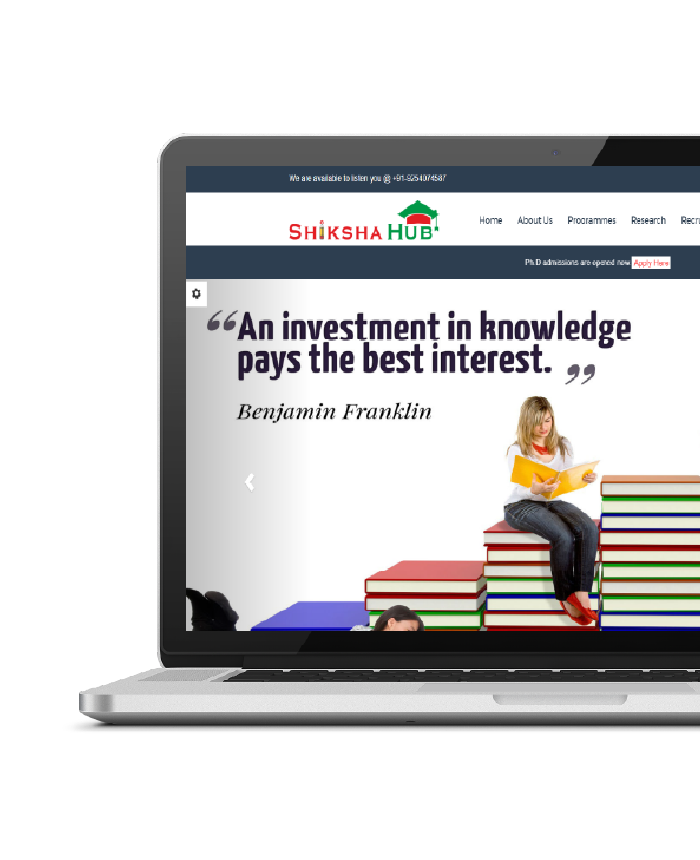 We are available to listen you @ +91-9254074587
SHIKSHA HUB
Home About Us Programmes Research
Ph.D admissions are opened now Apply Here
“An investment in knowledge
pays the best interest.”
Benjamin Franklin